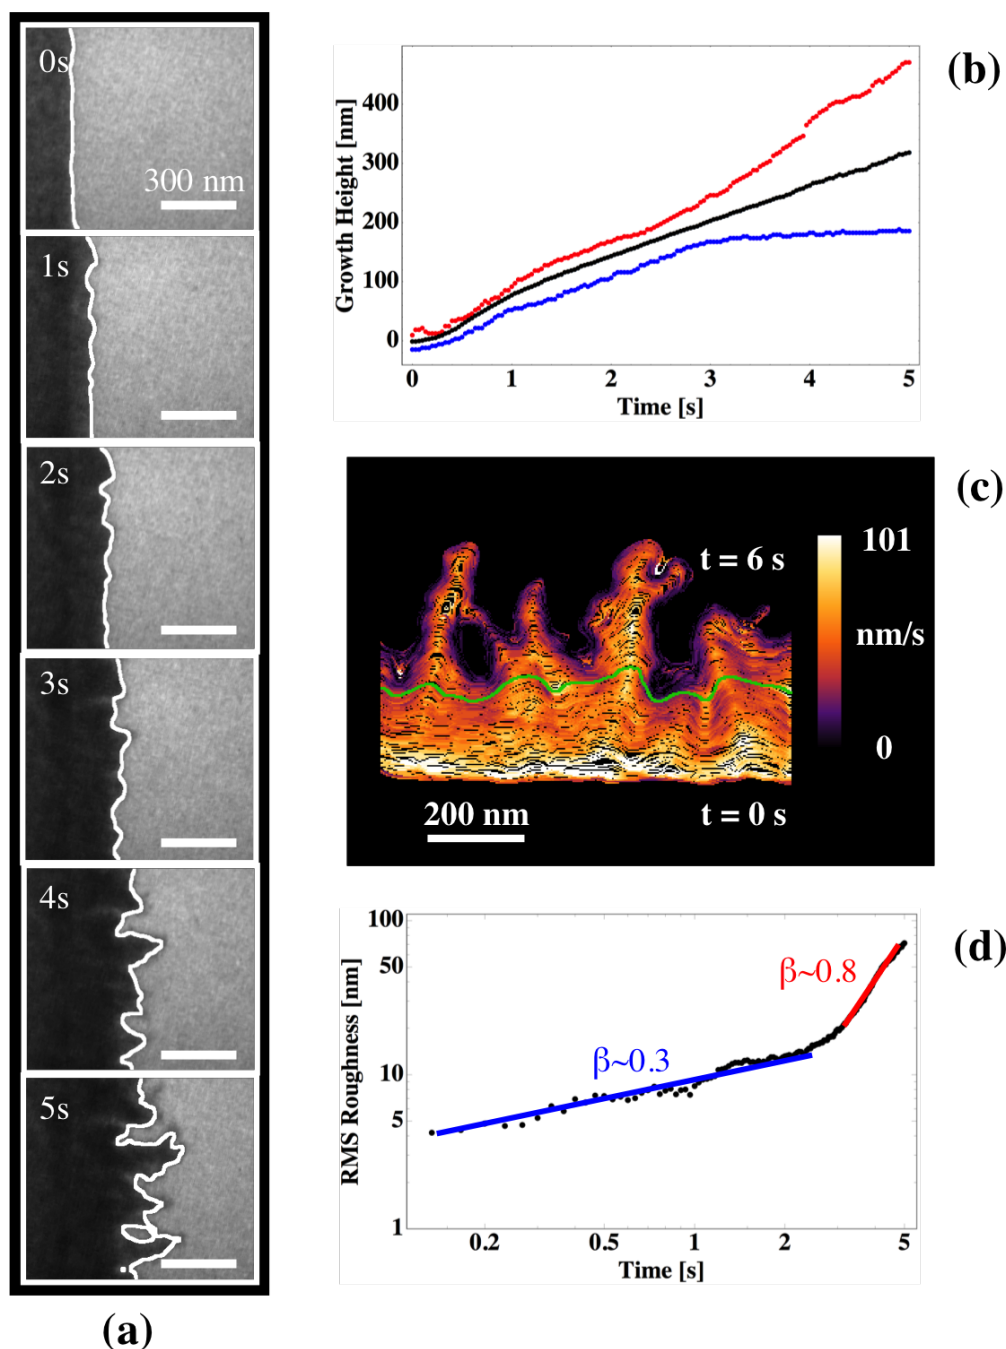 0s
300 nm
1s
2s
3s
4s
5s
(a)
(b)
Growth Height [nm]
400
300
200
100
0
0 1 2 3 4 5
Time [s]
(c)
t = 6 s
101
nm/s
0
200 nm
t = 0 s
(d)
RMS Roughness [nm]
100
50
10
5
1
β~0.8
β~0.3
0.2 0.5 1 2 5
Time [s]